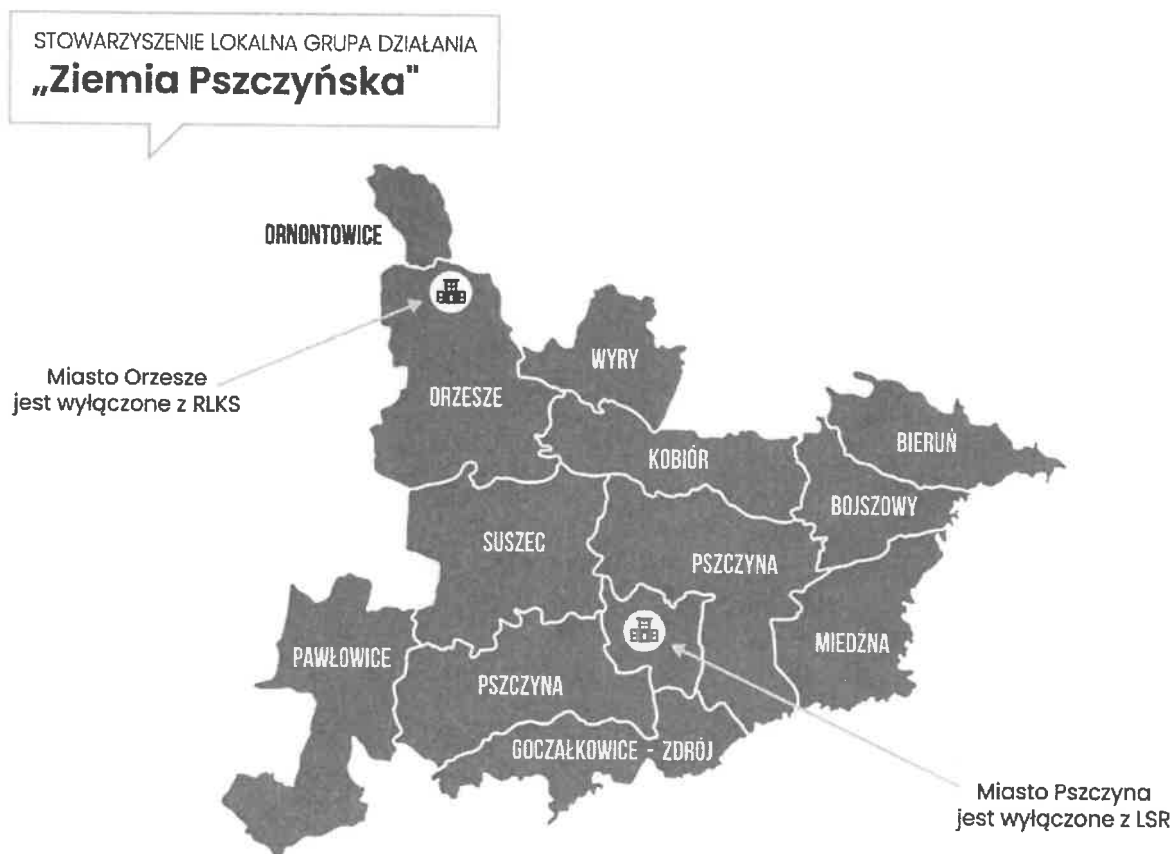 STOWARZYSZENIE LOKALNA GRUPA DZIAŁANIA
„Ziemia Pszczyńska"
ORNONTOWICE
Miasto Orzesze
jest wyłączone z RLKS
WYRY
ORZESZE
BIERUŃ
KOBIÓR
BOJSZOWY
SUSZEC
PSZCZYNA
MIEDŹNA
PAWŁOWICE
PSZCZYNA
GOCZAŁKOWICE - ZDRÓJ
Miasto Pszczyna
jest wyłączone z LSR